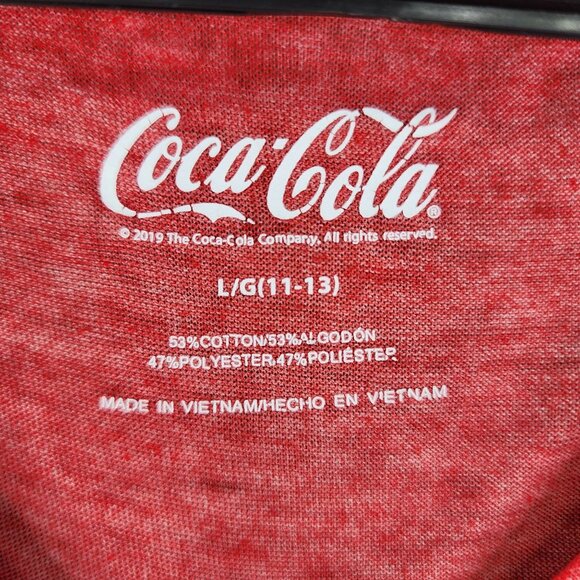 Coca-Cola®
© 2019 The Coca-Cola Company. All rights reserved.
L/G(11-13)
53%COTTON/53%ALGODÓN
47%POLYESTER/47%POLIÉSTER
MADE IN VIETNAM/HECHO EN VIETNAM